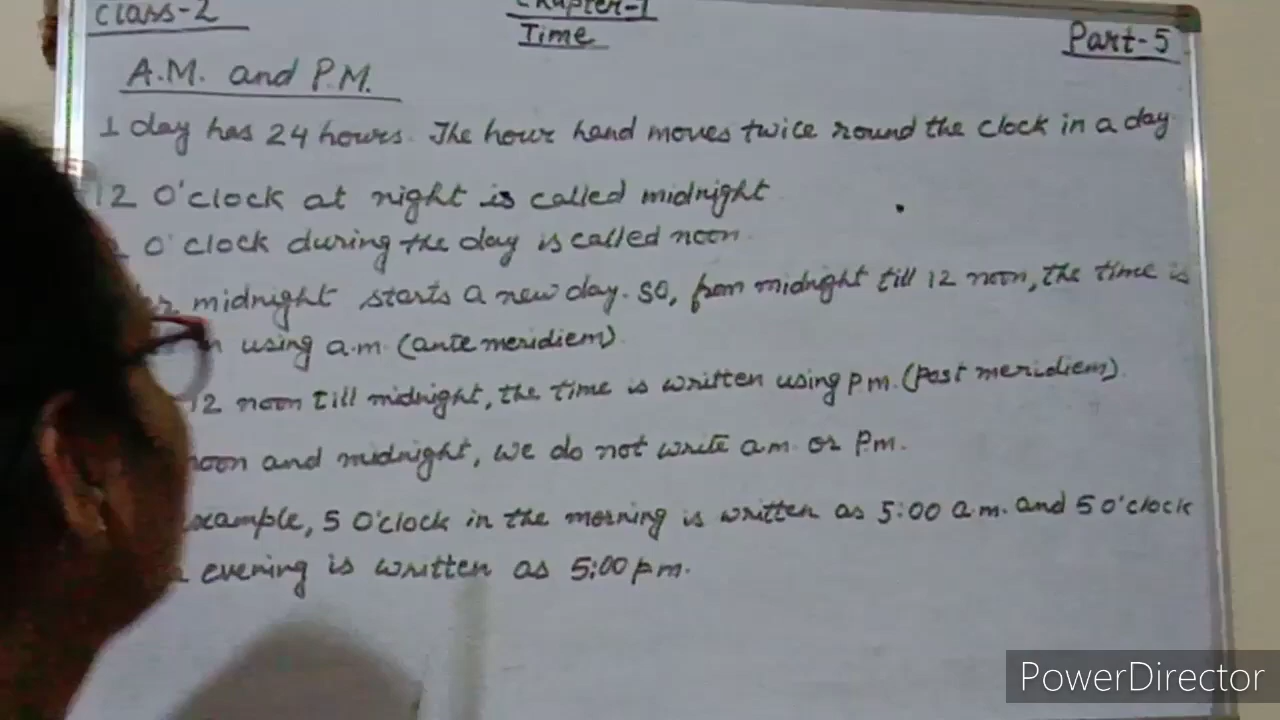 Class-2
Chapter-1
Time
Part-5
A.M. and P.M.
1 day has 24 hours. The hour hand moves twice round the clock in a day.
12 O'clock at night is called midnight
O'clock during the day is called noon.
midnight starts a new day. So, from midnight till 12 noon, the time is
using a.m. (ante meridiem).
12 noon till midnight, the time is written using p.m. (post meridiem).
noon and midnight, we do not write a.m. or P.m.
xample, 5 O'clock in the morning is written as 5:00 a.m. and 5 o'clock
evening is written as 5:00 p.m.
PowerDirector